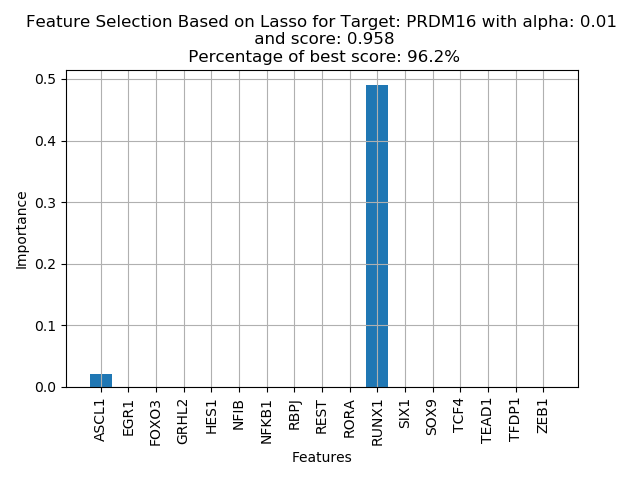 Feature Selection Based on Lasso for Target: PRDM16 with alpha: 0.01
and score: 0.958
Percentage of best score: 96.2%
0.5
0.4
0.3
0.2
0.1
0.0
Importance
ASCL1
EGR1
FOXO3
GRHL2
HES1
NFIB
NFKB1
RBPJ
REST
RORA
RUNX1
SIX1
SOX9
TCF4
TEAD1
TFDP1
ZEB1
Features